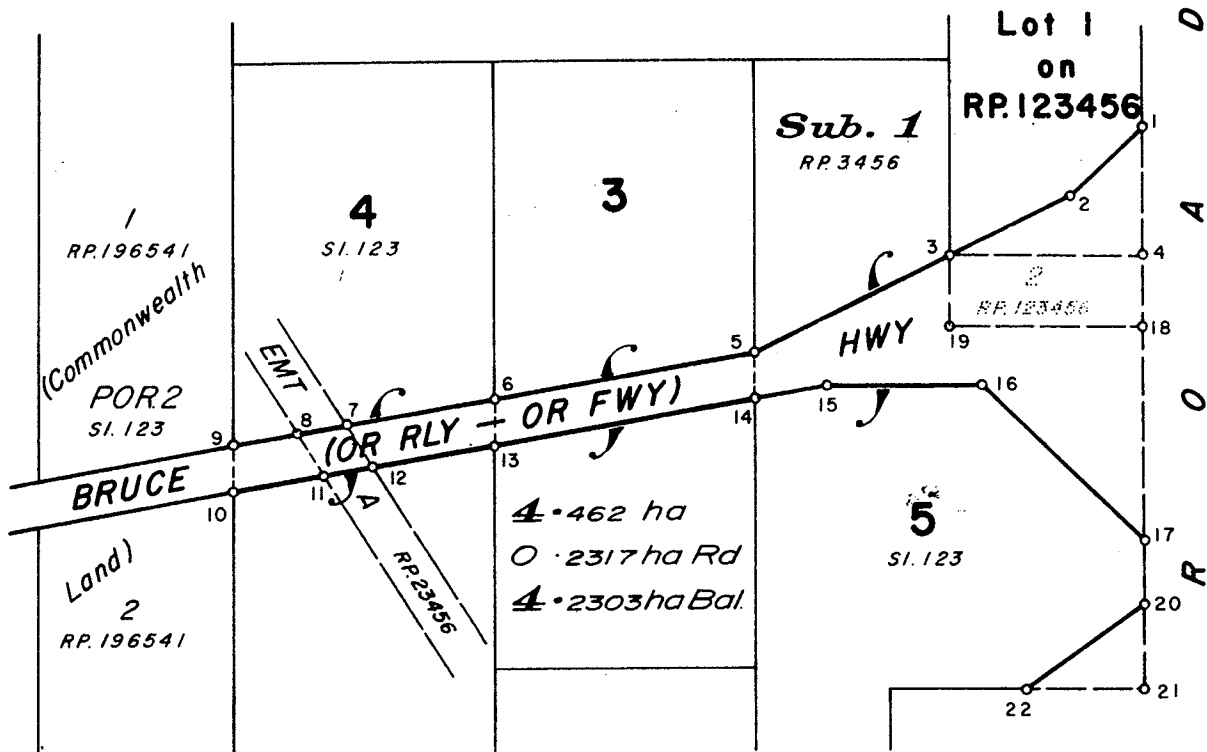 D
Lot 1
on
RP.123456
1
Sub. 1
RP. 3456
2
A
1
RP. 196541
4
SI. 123
3
3
4
2
RP. 123456
18
19
(Commonwealth
HWY
5
EMT
6
7
8
(OR RLY — OR FWY)
14
15
16
O
POR.2
SI. 123
9
BRUCE
10
11
12
13
A
RP. 23456
4·462 ha
0·2317 ha Rd
4·2303 ha Bal.
5
SI. 123
17
R
Land)
2
RP. 196541
20
21
22